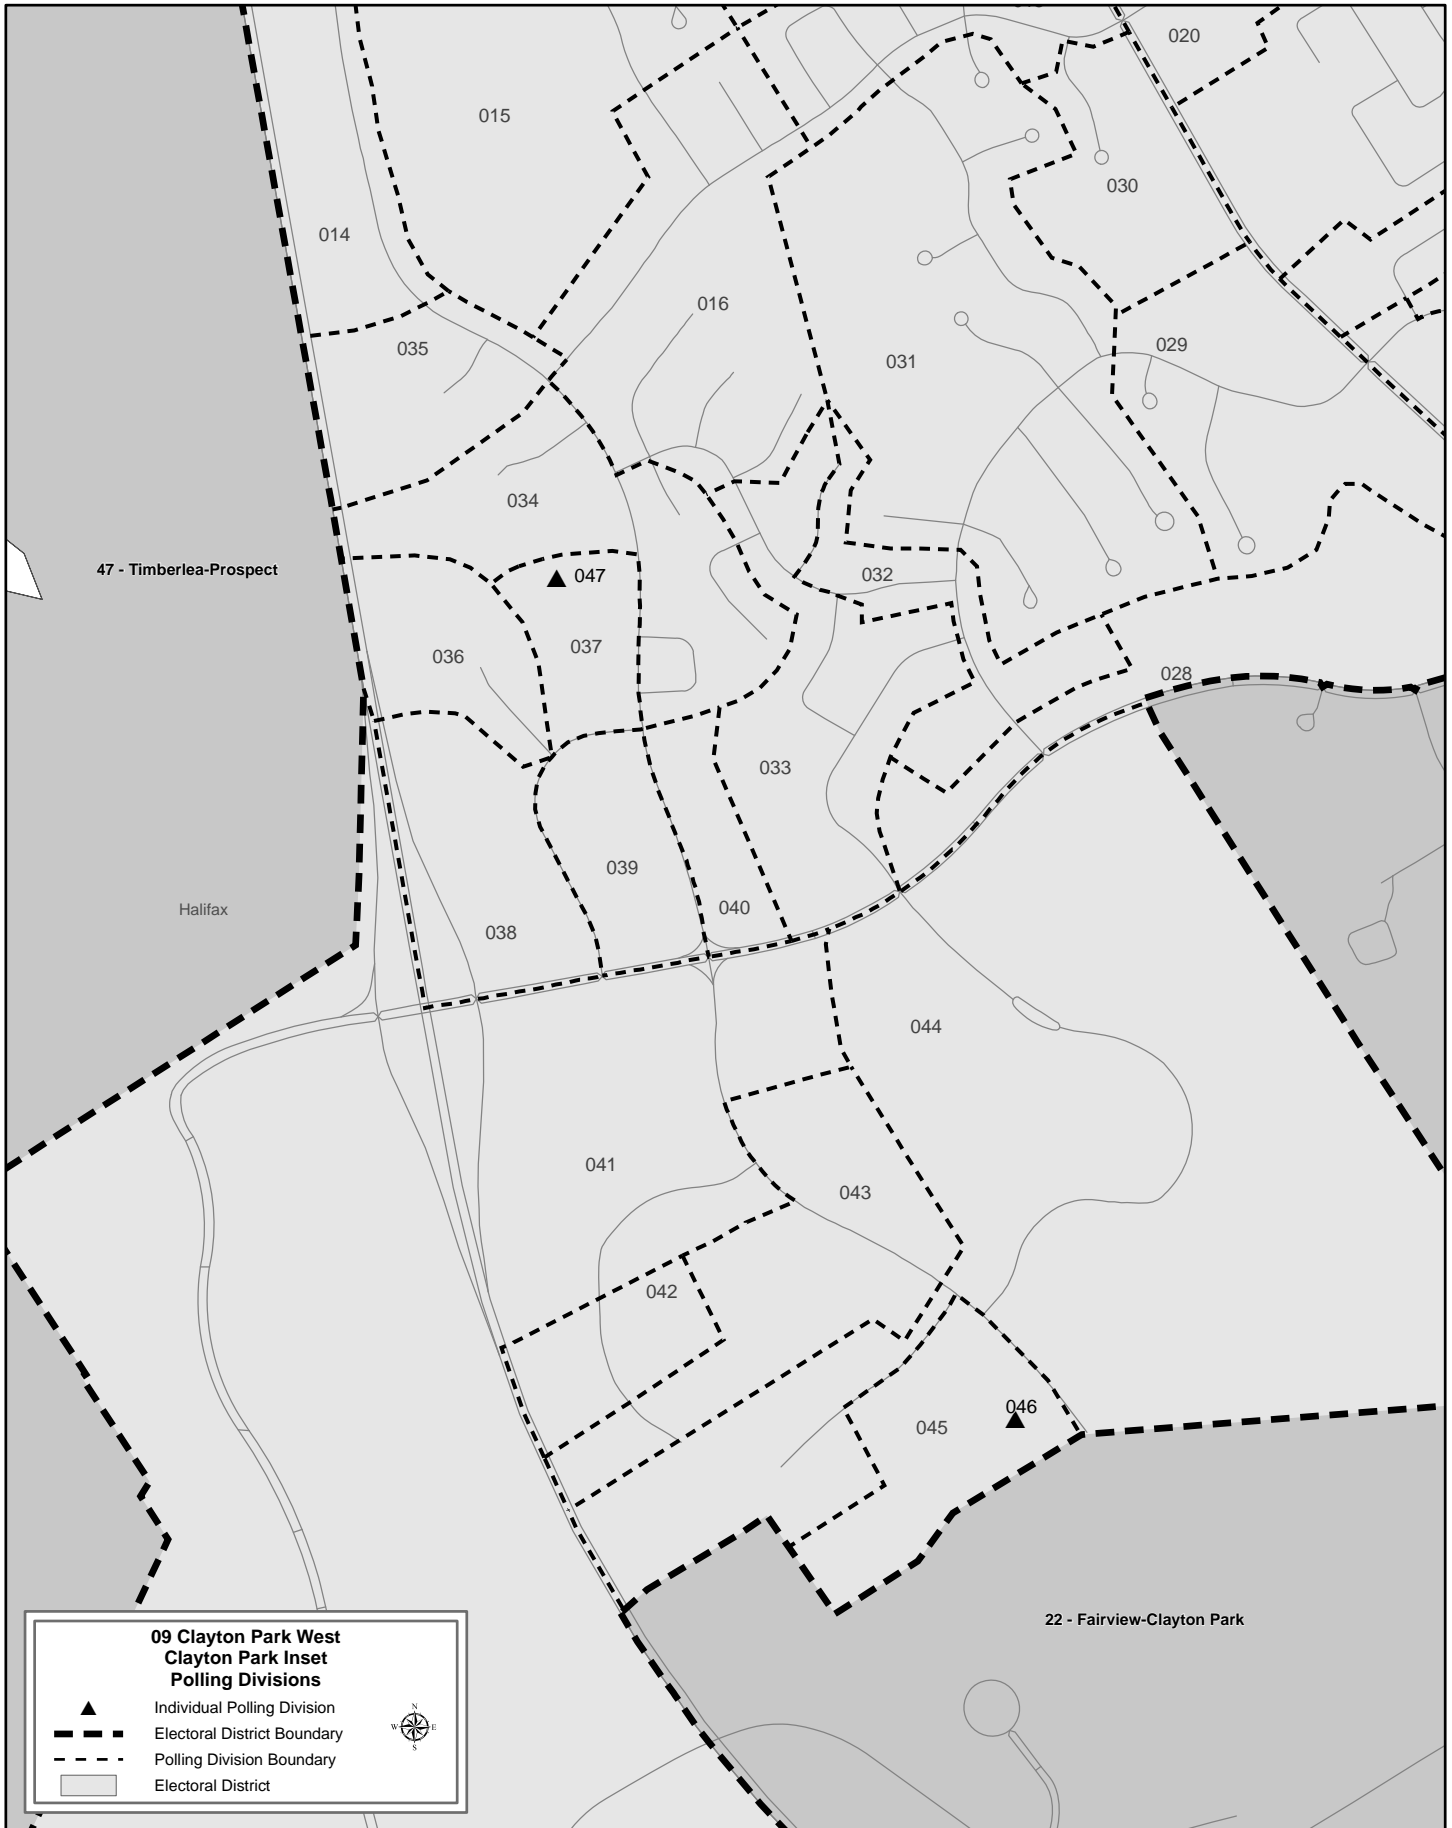 020
015
030
014
016
029
035
031
034
47 - Timberlea-Prospect
047
032
037
036
028
033
039
Halifax
040
038
044
041
043
042
046
045
22 - Fairview-Clayton Park
09 Clayton Park West
Clayton Park Inset
Polling Divisions
Individual Polling Division
Electoral District Boundary
Polling Division Boundary
Electoral District
N
W E
S